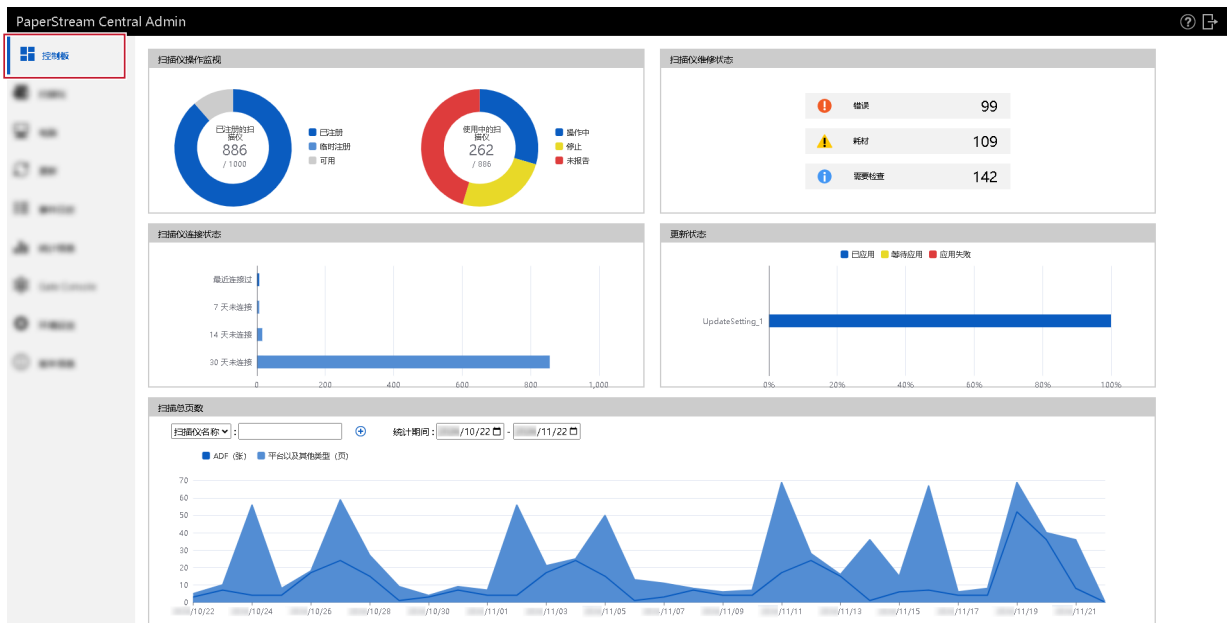 PaperStream Central Admin
控制板
扫描仪操作监视
已注册的扫
描仪
886
/ 1000
已注册
临时注册
可用
使用中的扫
描仪
262
/ 886
操作中
停止
未报告
扫描仪维修状态
错误 99
耗材 109
需要检查 142
扫描仪连接状态
最近连接过
7 天未连接
14 天未连接
30 天未连接
0 200 400 600 800 1,000
更新状态
已应用 等待应用 应用失败
UpdateSetting_1
0% 20% 40% 60% 80% 100%
扫描总页数
扫描仪名称 : 统计期间 : /10/22 - /11/22
ADF（张） 平台以及其他类型（页）
70
60
50
40
30
20
10
0
/10/22 /10/24 /10/26 /10/28 /10/30 /11/01 /11/03 /11/05 /11/07 /11/09 /11/11 /11/13 /11/15 /11/17 /11/19 /11/21